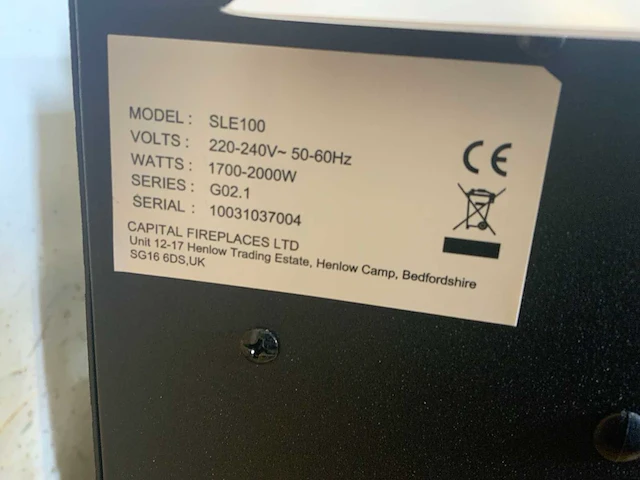 MODEL : SLE100
VOLTS : 220-240V~ 50-60Hz
WATTS : 1700-2000W
SERIES : G02.1
SERIAL : 10031037004
CAPITAL FIREPLACES LTD
Unit 12-17 Henlow Trading Estate, Henlow Camp, Bedfordshire
SG16 6DS,UK
CE